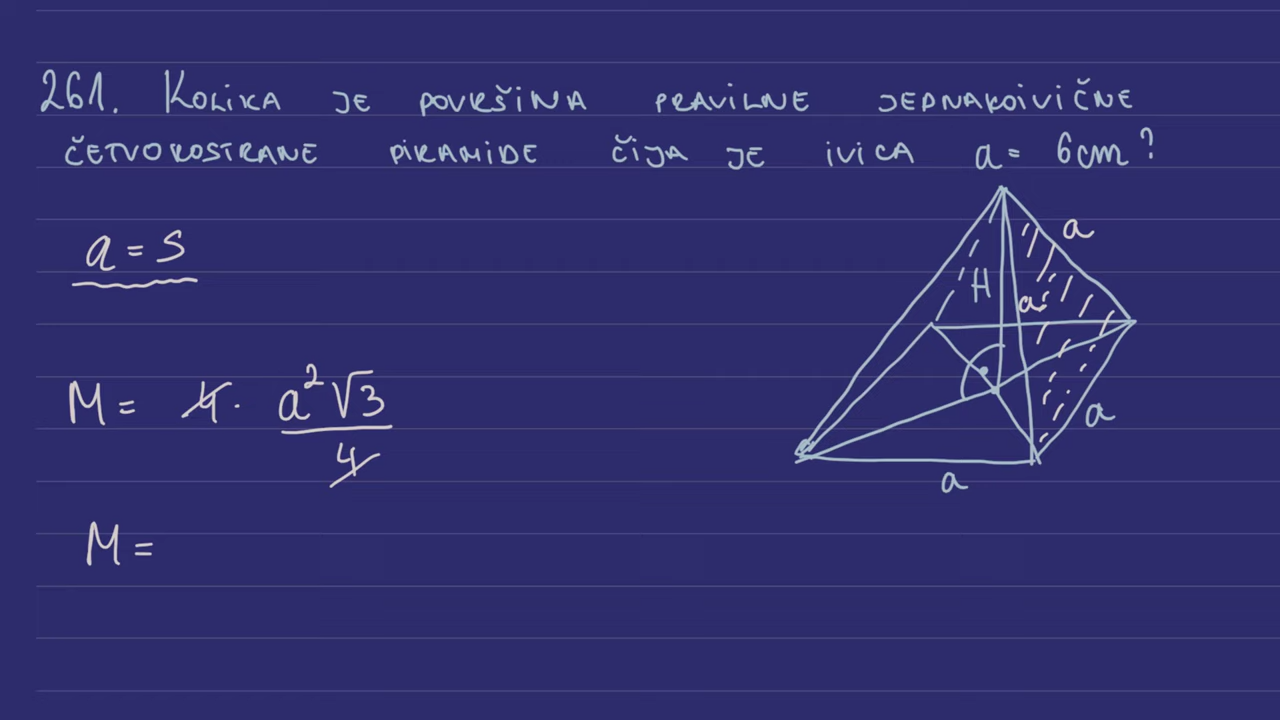 261. KOLIKA JE POVRŠINA PRAVILNE JEDNAKOIVIČNE
ČETVOROSTRANE PIRAMIDE ČIJA JE IVICA a = 6cm?
a = s
M = 4 · a²√3 / 4
M =
a
H
a
a
a